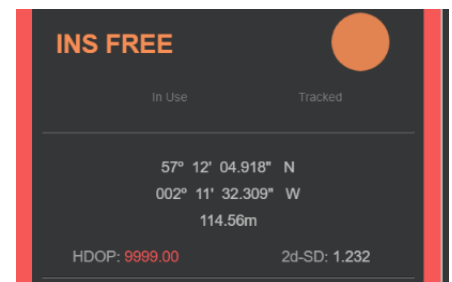 INS FREE
In Use Tracked
57º 12' 04.918" N
002º 11' 32.309" W
114.56m
HDOP: 9999.00 2d-SD: 1.232